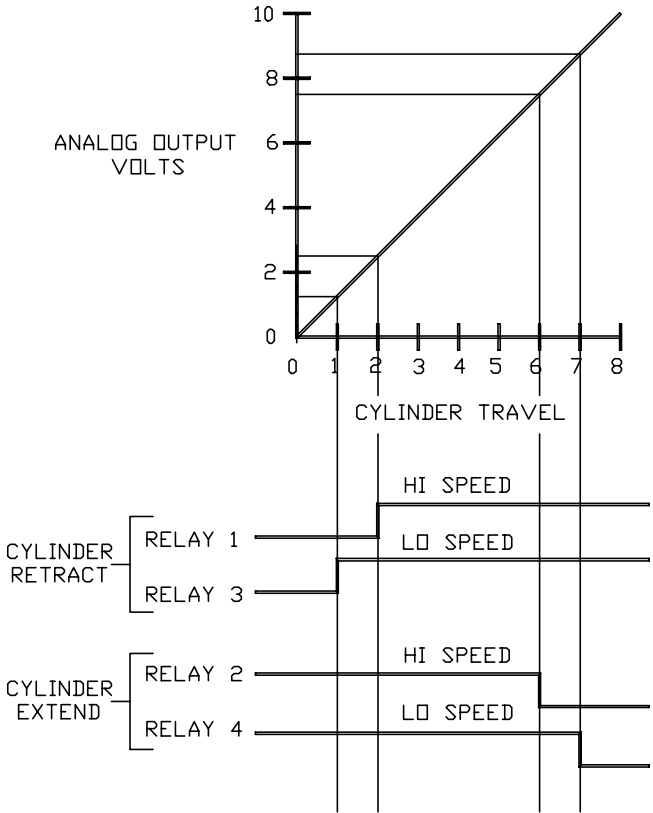 10
8
ANALOG OUTPUT
VOLTS
6
4
2
0
0 1 2 3 4 5 6 7 8
CYLINDER TRAVEL
HI SPEED
CYLINDER
RETRACT
RELAY 1
LO SPEED
RELAY 3
HI SPEED
CYLINDER
EXTEND
RELAY 2
LO SPEED
RELAY 4